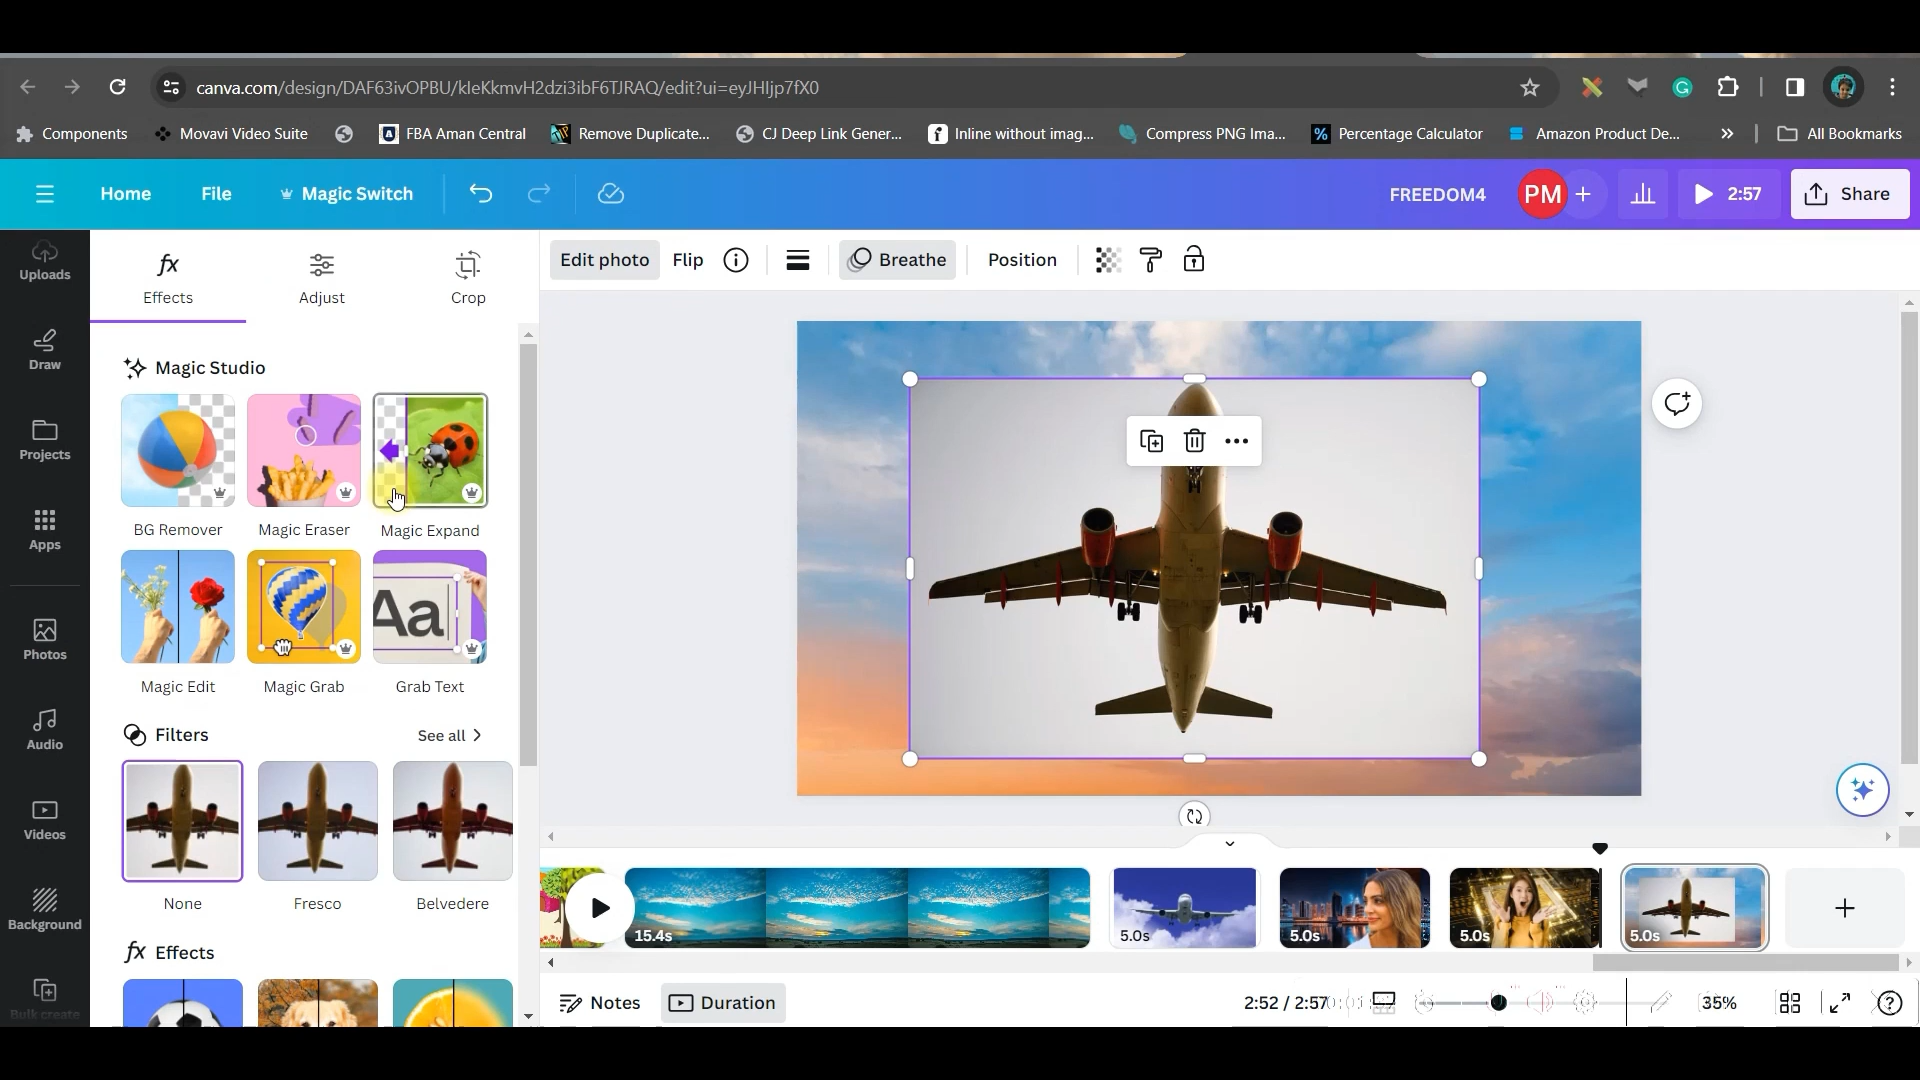 canva.com/design/DAF63ivOPBU/kleKkmvH2dzi3ibF6TJRAQ/edit?ui=eyJHIjp7fX0
Components
Movavi Video Suite
FBA Aman Central
Remove Duplicate...
CJ Deep Link Gener...
Inline without imag...
Compress PNG Ima...
Percentage Calculator
Amazon Product De...
All Bookmarks
Home
File
Magic Switch
FREEDOM4
PM
2:57
Share
Uploads
Draw
Projects
Apps
Photos
Audio
Videos
Background
Bulk create
Effects
Adjust
Crop
Edit photo
Flip
Breathe
Position
Magic Studio
BG Remover
Magic Eraser
Magic Expand
Aa
Magic Edit
Magic Grab
Grab Text
Filters
See all
None
Fresco
Belvedere
fx Effects
15.4s
5.0s
5.0s
5.0s
5.0s
Notes
Duration
2:52 / 2:57
35%